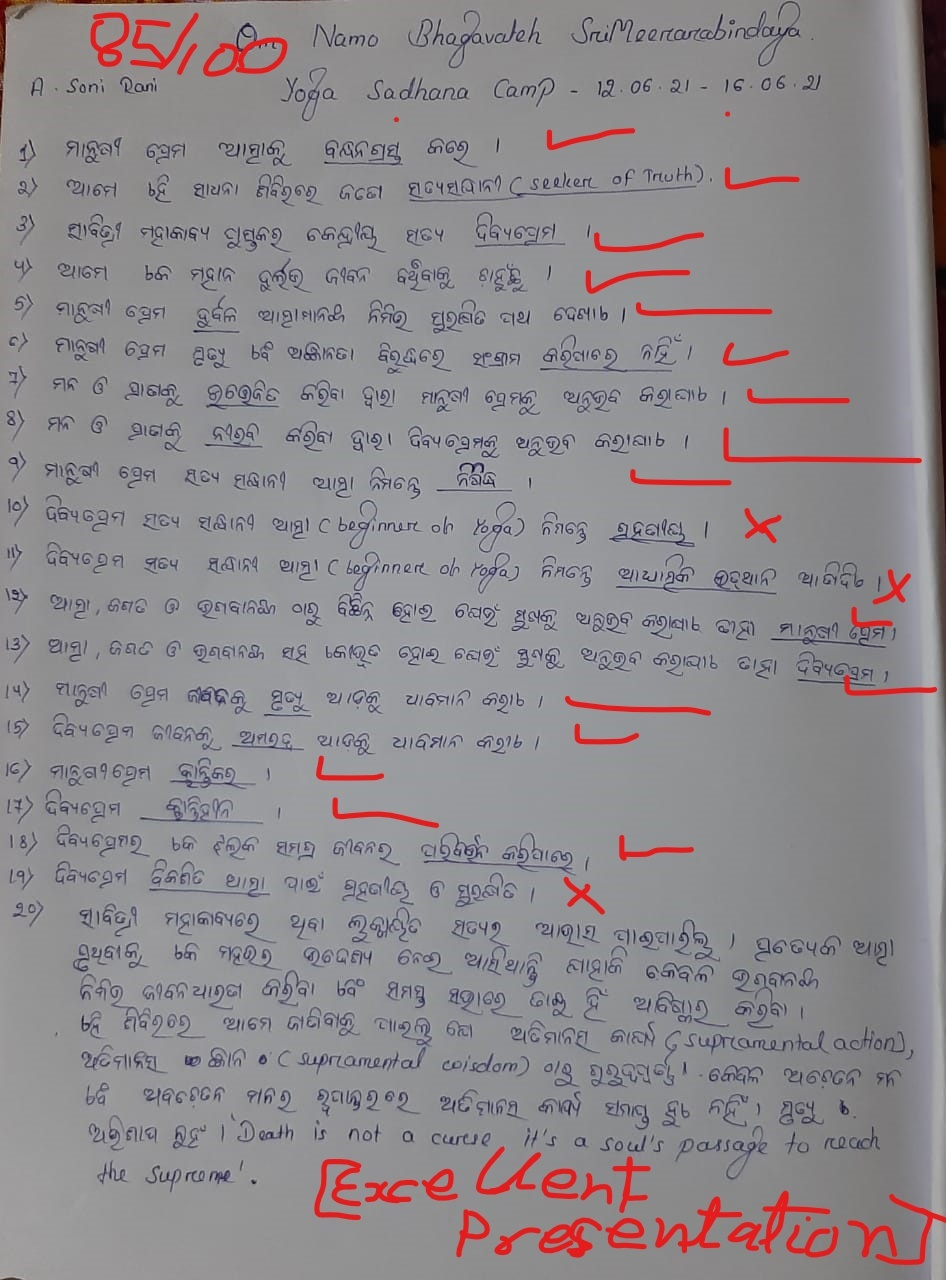 85/100
Om Namo Bhagavateh SriMeeraarabindaya.
A. Soni Rani Yoga Sadhana Camp - 12.06.21 - 16.06.21
1) ମାନୁଷୀ ପ୍ରେମ ଆତ୍ମାକୁ ବନ୍ଧନଗ୍ରସ୍ତ କରେ ।
2) ଆମେ ଏହି ସାଧନା ଶିବିରରେ ଜଣେ ସତ୍ୟସନ୍ଧାନୀ (seeker of Truth).
3) ସାବିତ୍ରୀ ମହାକାବ୍ୟ ପୁସ୍ତକର କେନ୍ଦ୍ରୀୟ ସତ୍ୟ ଦିବ୍ୟପ୍ରେମ ।
4) ଆମେ ଏକ ମହାନ ଦୁର୍ଲଭ ଜୀବନ ବଞ୍ଚିବାକୁ ଚାହୁଁଛୁ ।
5) ମାନୁଷୀ ପ୍ରେମ ଦୁର୍ବଳ ଆତ୍ମାମାନଙ୍କ ନିମିତ୍ତ ସୁରକ୍ଷିତ ପଥ ଦେଖାଏ ।
6) ମାନୁଷୀ ପ୍ରେମ ମୃତ୍ୟୁ ଏବଂ ଅଜ୍ଞାନତା ବିରୁଦ୍ଧରେ ସଂଗ୍ରାମ କରିପାରେ ନାହିଁ ।
7) ମନ ଓ ପ୍ରାଣକୁ ଉତ୍ତେଜିତ କରିବା ଦ୍ୱାରା ମାନୁଷୀ ପ୍ରେମକୁ ଅନୁଭବ କରାଯାଏ ।
8) ମନ ଓ ପ୍ରାଣକୁ ନୀରବ କରିବା ଦ୍ୱାରା ଦିବ୍ୟପ୍ରେମକୁ ଅନୁଭବ କରାଯାଏ ।
9) ମାନୁଷୀ ପ୍ରେମ ସତ୍ୟ ସନ୍ଧାନୀ ଆତ୍ମା ନିମନ୍ତେ ନିଷିଦ୍ଧ ।
10) ଦିବ୍ୟପ୍ରେମ ସତ୍ୟ ସନ୍ଧାନୀ ଆତ୍ମା (beginner of Yoga) ନିମନ୍ତେ ଗ୍ରହଣୀୟ ।
11) ଦିବ୍ୟପ୍ରେମ ସତ୍ୟ ସନ୍ଧାନୀ ଆତ୍ମା (beginner of Yoga) ନିମନ୍ତେ ଆଧ୍ୟାତ୍ମିକ ଉତ୍ଥାନ ଆଣିଦିଏ ।
12) ଆତ୍ମା, ଜଗତ ଓ ଭଗବାନଙ୍କ ଠାରୁ ବିଛିନ୍ନ ହୋଇ ଯେଉଁ ସୁଖକୁ ଅନୁଭବ କରାଯାଏ ତାହା ମାନୁଷୀ ପ୍ରେମ ।
13) ଆତ୍ମା, ଜଗତ ଓ ଭଗବାନଙ୍କ ସହ ଏକୀଭୂତ ହୋଇ ଯେଉଁ ସୁଖକୁ ଅନୁଭବ କରାଯାଏ ତାହା ଦିବ୍ୟପ୍ରେମ ।
14) ମାନୁଷୀ ପ୍ରେମ ଜୀବନକୁ ମୃତ୍ୟୁ ଆଡ଼କୁ ଧାବମାନ କରାଏ ।
15) ଦିବ୍ୟପ୍ରେମ ଜୀବନକୁ ଅମରତ୍ୱ ଆଡ଼କୁ ଧାବମାନ କରାଏ ।
16) ମାନୁଷୀପ୍ରେମ କ୍ଲାନ୍ତିକର ।
17) ଦିବ୍ୟପ୍ରେମ କ୍ଲାନ୍ତିହୀନ ।
18) ଦିବ୍ୟପ୍ରେମର ଏକ ଝଲକ ସମଗ୍ର ଜୀବନର ପରିବର୍ତ୍ତନ କରିପାରେ ।
19) ଦିବ୍ୟପ୍ରେମ ବିକଶିତ ଆତ୍ମା ପାଇଁ ଗ୍ରହଣୀୟ ଓ ସୁରକ୍ଷିତ ।
20) ସାବିତ୍ରୀ ମହାକାବ୍ୟରେ ଥିବା ଲୁକ୍କାୟିତ ସତ୍ୟର ଆଭାସ ପାଇପାରିଲୁ । ପ୍ରତ୍ୟେକ ଆତ୍ମା
ପୃଥିବୀକୁ ଏକ ମହତ୍ତର ଉଦ୍ଦେଶ୍ୟ ନେଇ ଆସିଥାନ୍ତି ଯାହାକି କେବଳ ଭଗବାନଙ୍କ
ନିମିତ୍ତ ଜୀବନଧାରଣ କରିବା ଏବଂ ସମସ୍ତ ସତ୍ତାରେ ତାଙ୍କୁ ହିଁ ଆବିଷ୍କାର କରିବା ।
ଏହି ଶିବିରରେ ଆମେ ଜାଣିବାକୁ ପାଇଲୁ ଯେ ଅତିମାନସ କାର୍ଯ୍ୟ (supramental action),
ଅତିମାନସ ଜ୍ଞାନ (supramental wisdom) ଠାରୁ ଗୁରୁତ୍ୱପୂର୍ଣ୍ଣ । କେବଳ ଅଚେତନ ମନ
ଏବଂ ଅବଚେତନ ମନର ରୂପାନ୍ତରରେ ଅତିମାନସ କାର୍ଯ୍ୟ ସମାପ୍ତ ହୁଏ ନାହିଁ । ମୃତ୍ୟୁ ଏ.
ଅଭିଶାପ ନୁହଁ । 'Death is not a curse it's a soul's passage to reach
the supreme'.
[Excellent
Presentation]